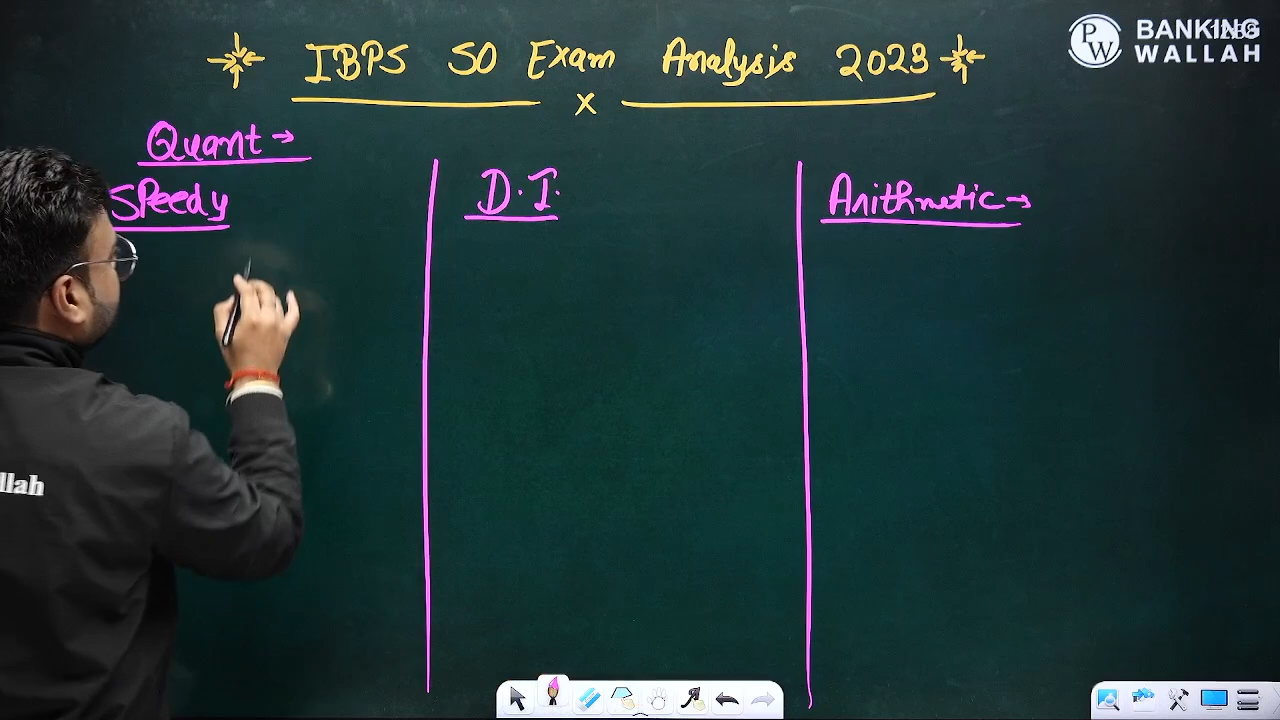 IBPS SO Exam Analysis 2023
x
BANKING
WALLAH
PW
Quant →
Speedy
D.I.
Arithmetic →
llah